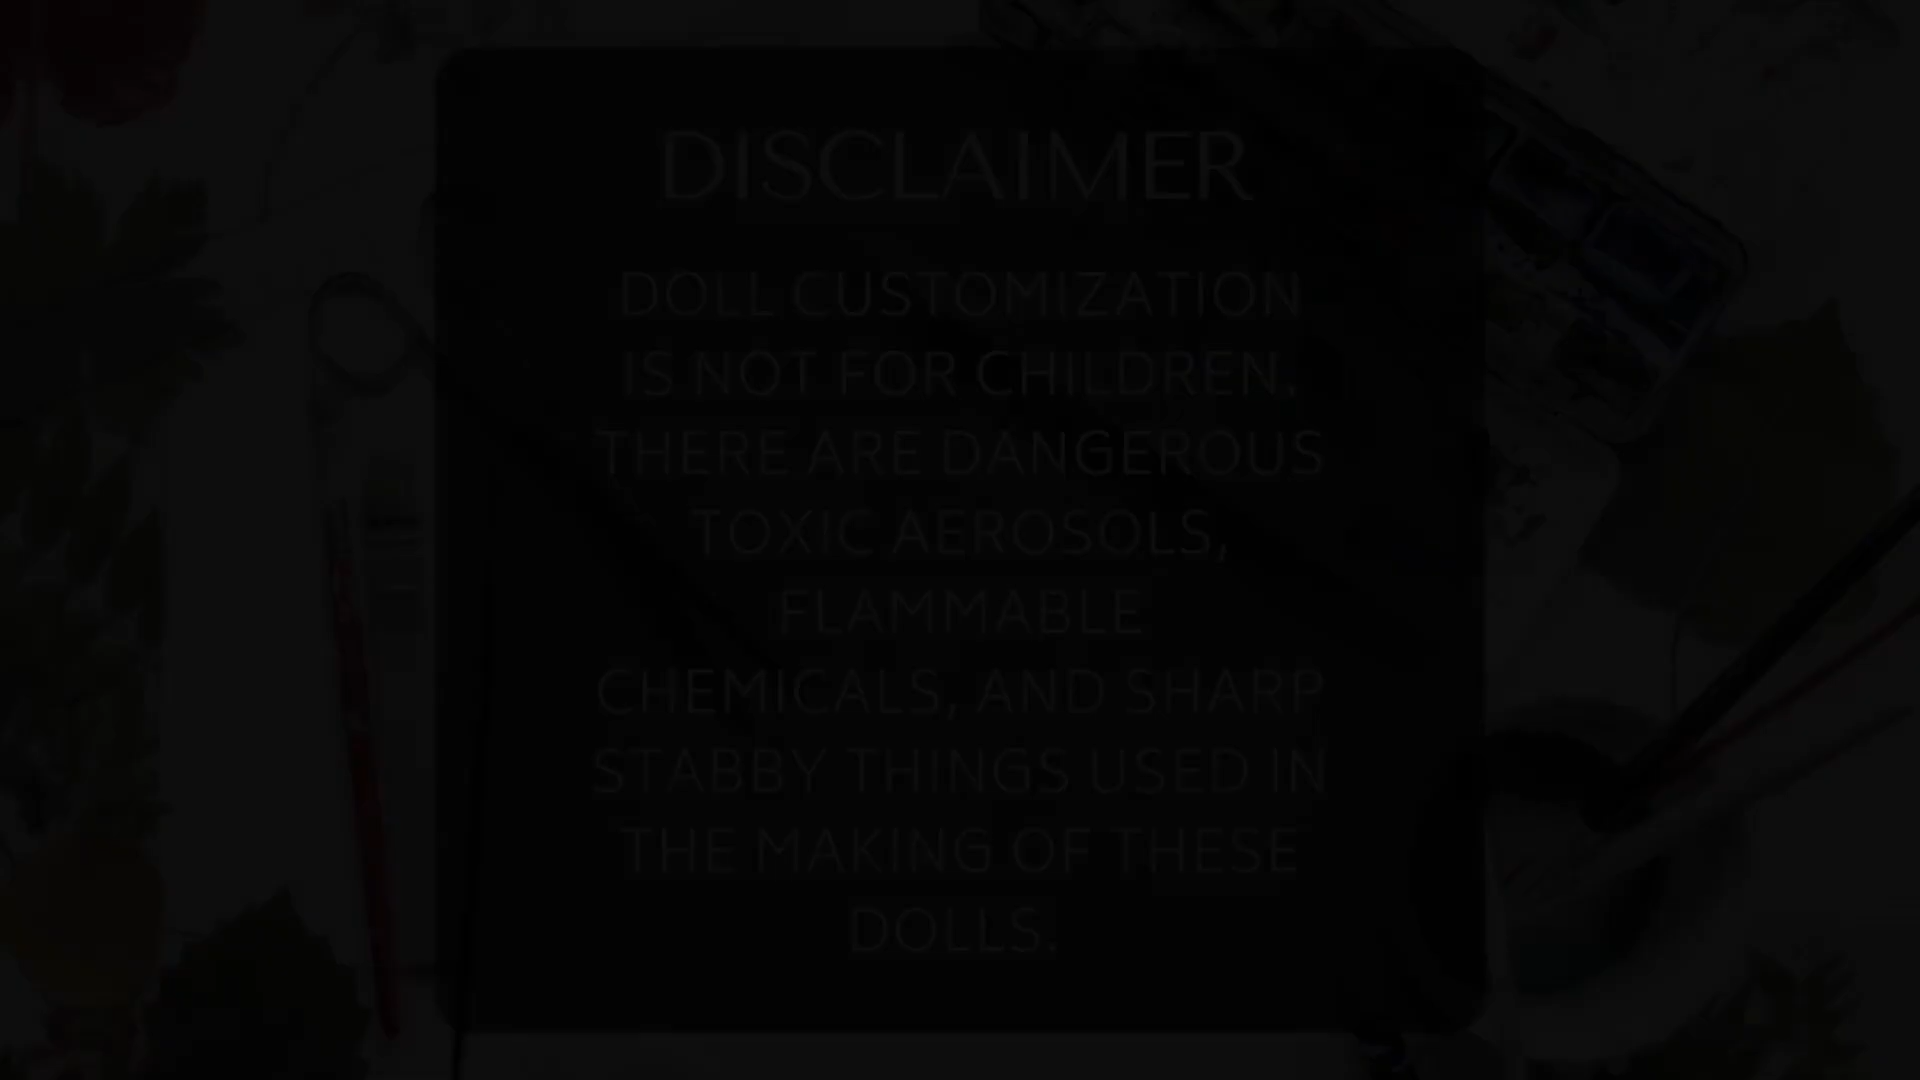 DISCLAIMER
DOLL CUSTOMIZATION
IS NOT FOR CHILDREN.
THERE ARE DANGEROUS
TOXIC AEROSOLS,
FLAMMABLE
CHEMICALS, AND SHARP
STABBY THINGS USED IN
THE MAKING OF THESE
DOLLS.